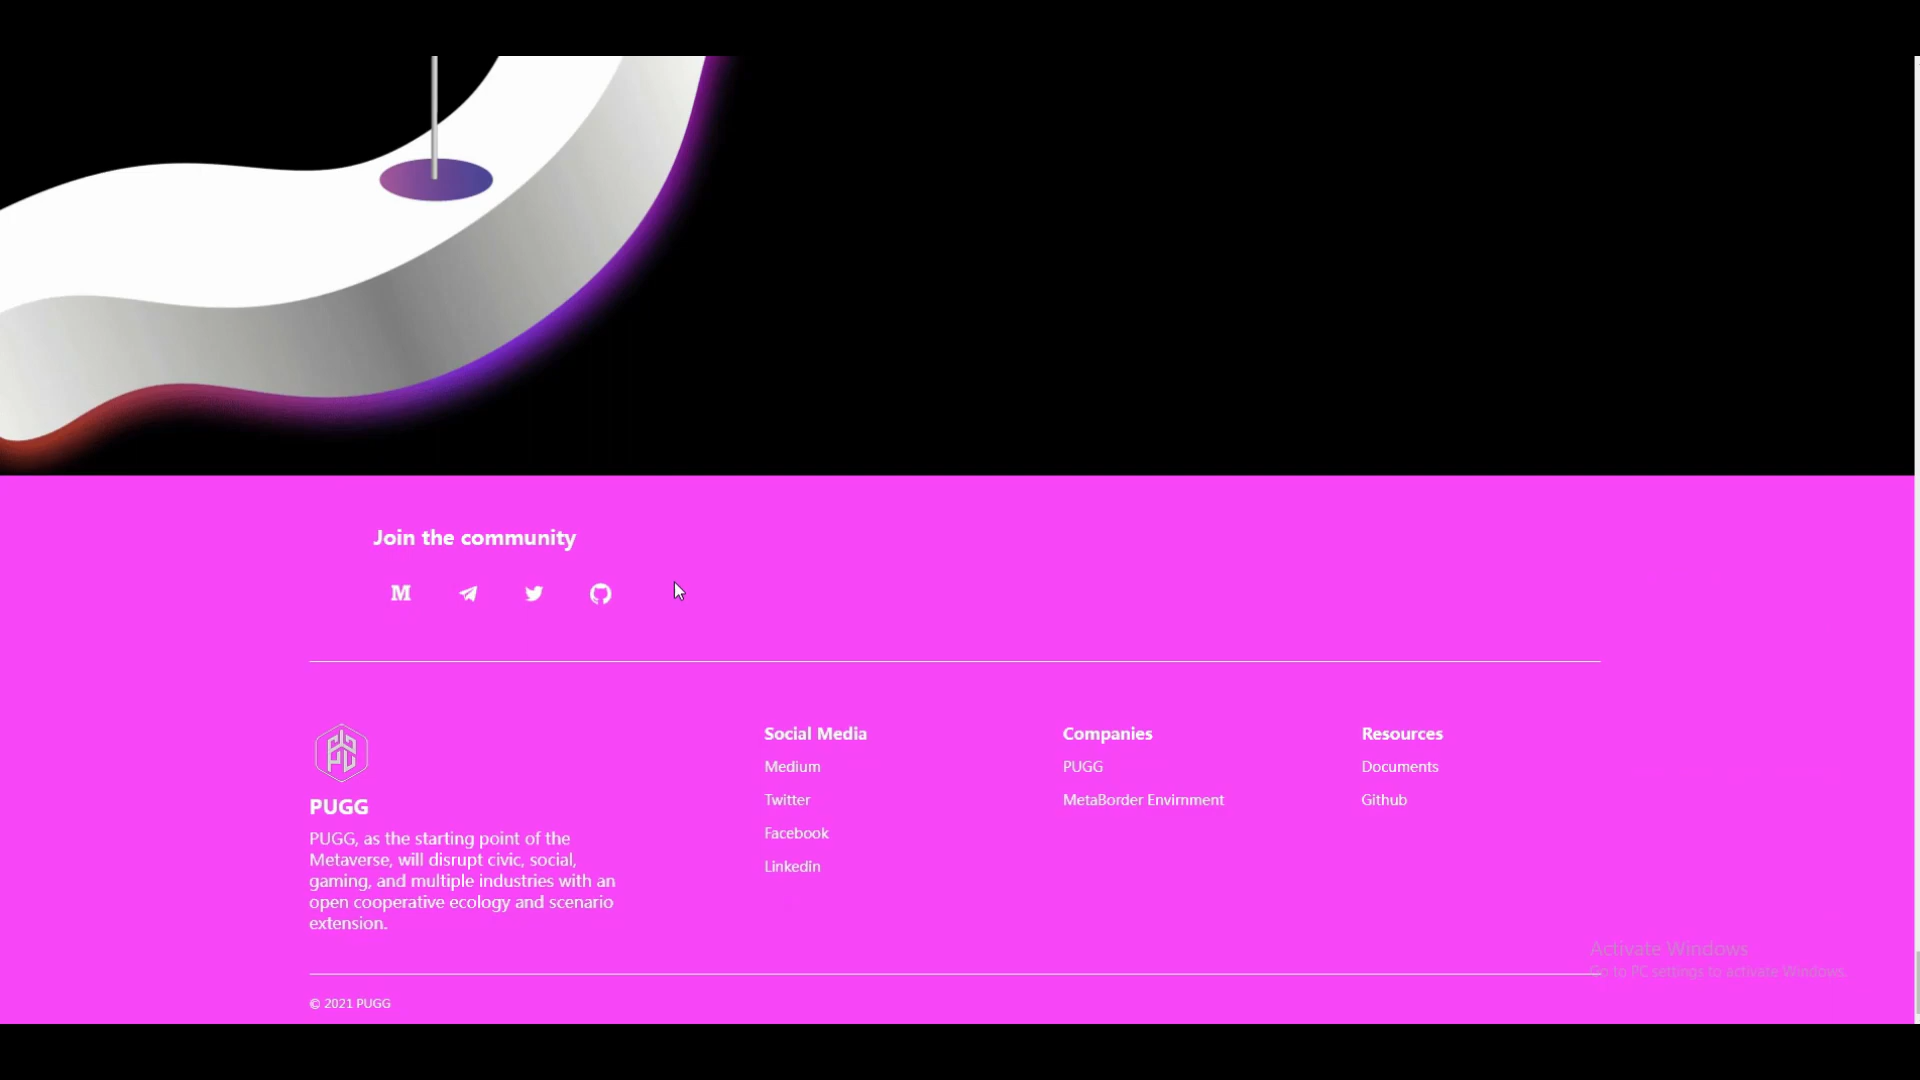 Join the community
M
Social Media
Companies
Resources
Medium
PUGG
Documents
Twitter
MetaBorder Envirnment
Github
Facebook
Linkedin
PUGG
PUGG, as the starting point of the
Metaverse, will disrupt civic, social,
gaming, and multiple industries with an
open cooperative ecology and scenario
extension.
Activate Windows
Go to PC settings to activate Windows.
© 2021 PUGG